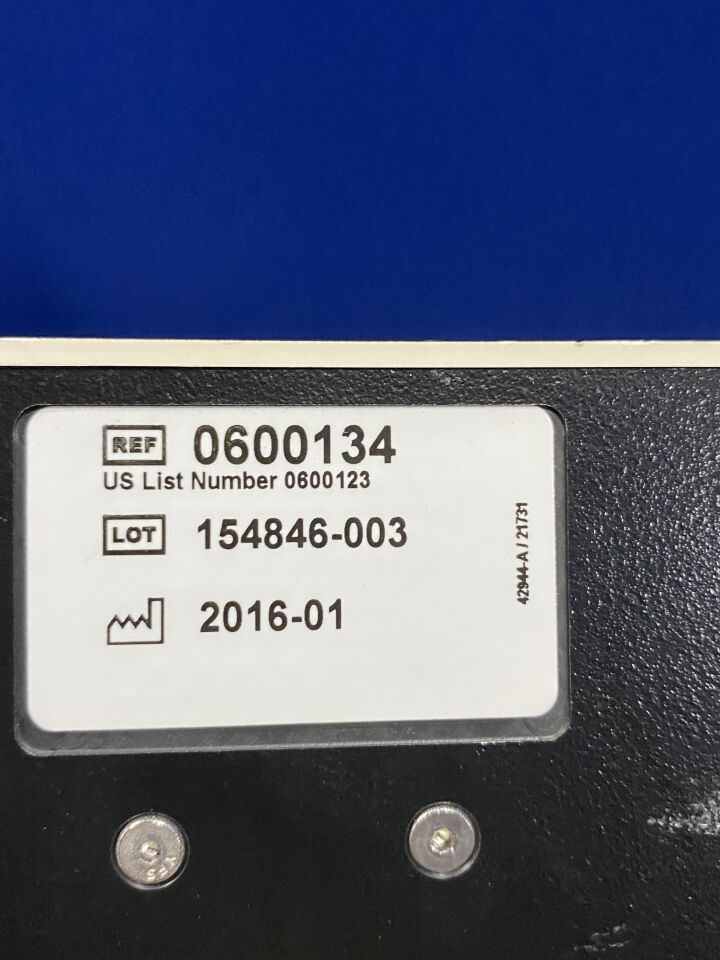 REF 0600134
US List Number 0600123
LOT 154846-003
2016-01
42944-A / 21731